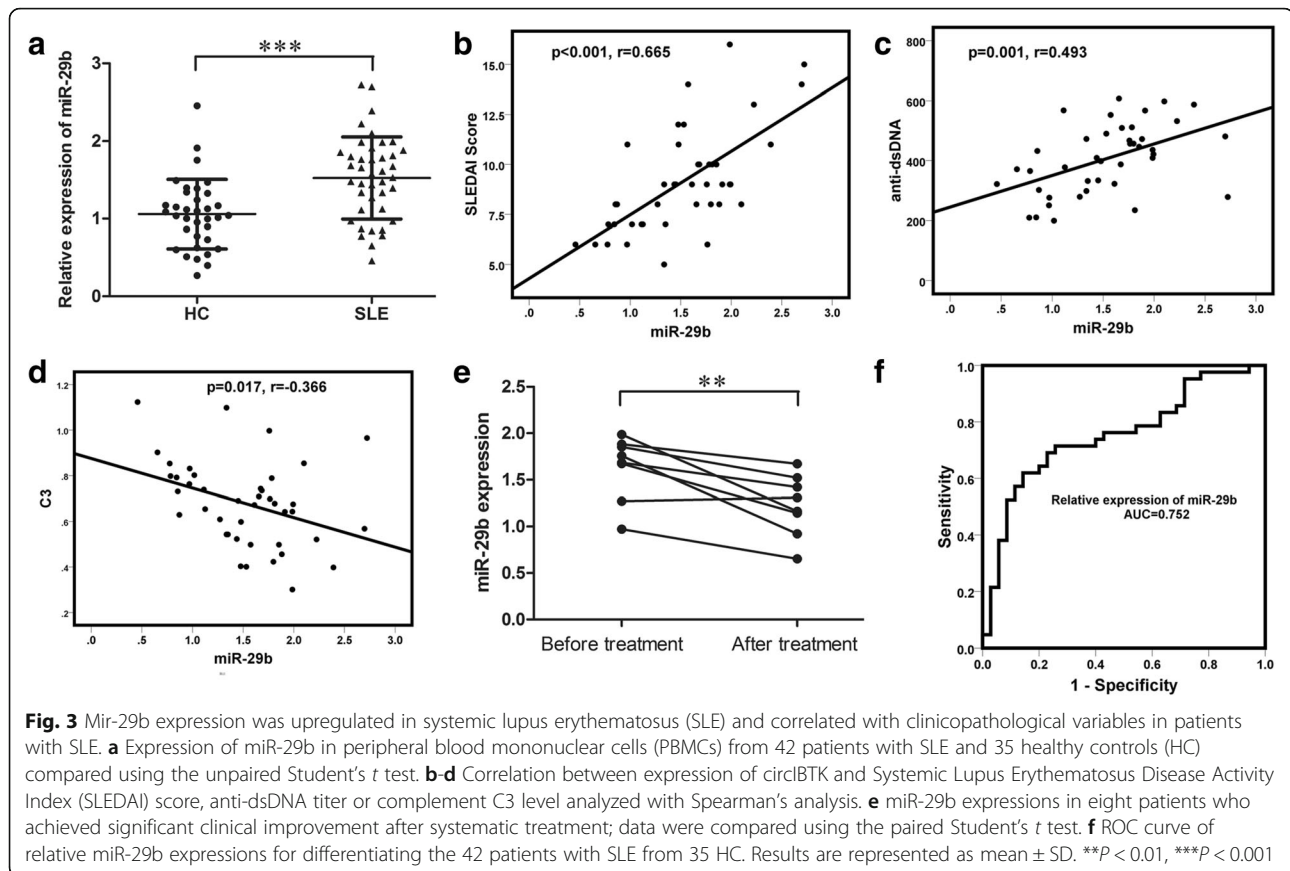 a
***
Relative expression of miR-29b
3
2
1
0
HC SLE
b
p<0.001, r=0.665
SLEDAI Score
15.0
12.5
10.0
7.5
5.0
.0 .5 1.0 1.5 2.0 2.5 3.0
miR-29b
c
p=0.001, r=0.493
anti-dsDNA
800
600
400
200
0
.0 .5 1.0 1.5 2.0 2.5 3.0
miR-29b
d
p=0.017, r=-0.366
C3
1.2
1.0
.8
.6
.4
.2
.0 .5 1.0 1.5 2.0 2.5 3.0
miR-29b
e
**
miR-29b expression
2.5
2.0
1.5
1.0
0.5
0.0
Before treatment After treatment
f
Sensitivity
1.0
0.8
0.6
0.4
0.2
0.0
Relative expression of miR-29b
AUC=0.752
0.0 0.2 0.4 0.6 0.8 1.0
1 - Specificity
Fig. 3 Mir-29b expression was upregulated in systemic lupus erythematosus (SLE) and correlated with clinicopathological variables in patients
with SLE. a Expression of miR-29b in peripheral blood mononuclear cells (PBMCs) from 42 patients with SLE and 35 healthy controls (HC)
compared using the unpaired Student's t test. b-d Correlation between expression of circIBTK and Systemic Lupus Erythematosus Disease Activity
Index (SLEDAI) score, anti-dsDNA titer or complement C3 level analyzed with Spearman's analysis. e miR-29b expressions in eight patients who
achieved significant clinical improvement after systematic treatment; data were compared using the paired Student's t test. f ROC curve of
relative miR-29b expressions for differentiating the 42 patients with SLE from 35 HC. Results are represented as mean ± SD. **P < 0.01, ***P < 0.001